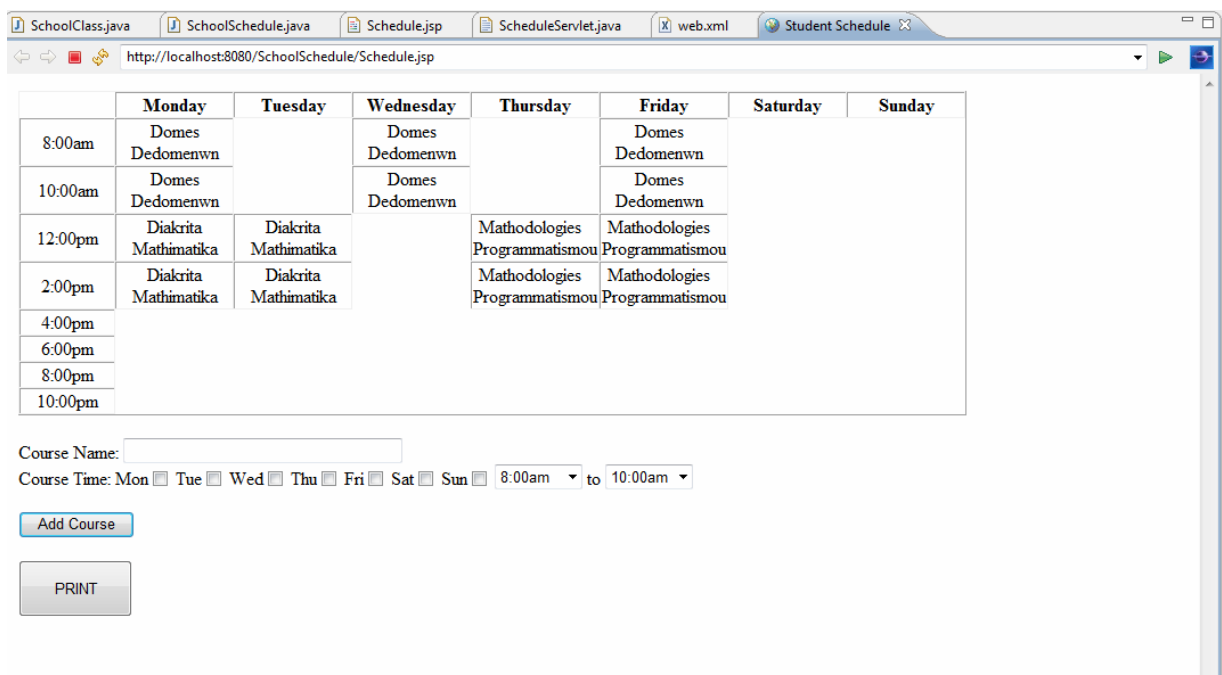 SchoolClass.java SchoolSchedule.java Schedule.jsp ScheduleServlet.java web.xml Student Schedule
http://localhost:8080/SchoolSchedule/Schedule.jsp
Monday Tuesday Wednesday Thursday Friday Saturday Sunday
8:00am Domes Dedomenwn Domes Dedomenwn Domes Dedomenwn
10:00am Domes Dedomenwn Domes Dedomenwn Domes Dedomenwn
12:00pm Diakrita Mathimatika Diakrita Mathimatika Mathodologies Programmatismou Mathodologies Programmatismou
2:00pm Diakrita Mathimatika Diakrita Mathimatika Mathodologies Programmatismou Mathodologies Programmatismou
4:00pm
6:00pm
8:00pm
10:00pm
Course Name:
Course Time: Mon Tue Wed Thu Fri Sat Sun 8:00am to 10:00am
Add Course
PRINT